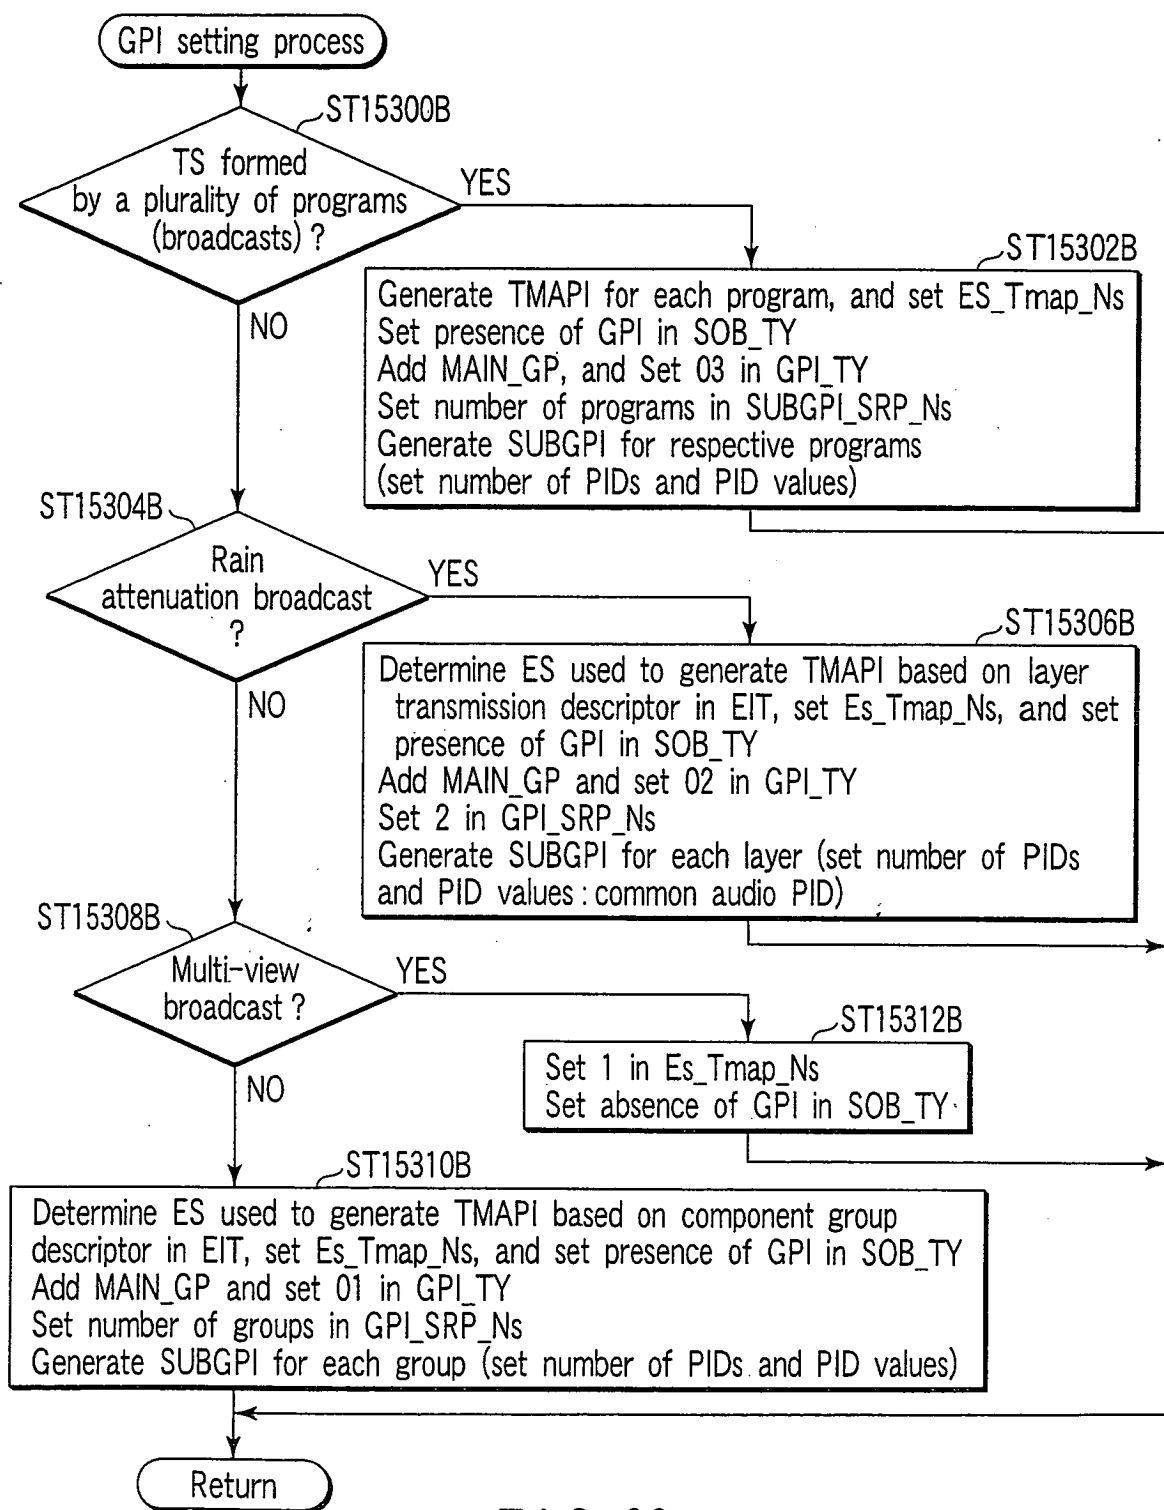 GPI setting process
ST15300B
TS formed
by a plurality of programs
(broadcasts) ?
YES
NO
ST15302B
Generate TMAPI for each program, and set ES_Tmap_Ns
Set presence of GPI in SOB_TY
Add MAIN_GP, and Set 03 in GPI_TY
Set number of programs in SUBGPI_SRP_Ns
Generate SUBGPI for respective programs
(set number of PIDs and PID values)
ST15304B
Rain
attenuation broadcast
?
YES
NO
ST15306B
Determine ES used to generate TMAPI based on layer
transmission descriptor in EIT, set Es_Tmap_Ns, and set
presence of GPI in SOB_TY
Add MAIN_GP and set 02 in GPI_TY
Set 2 in GPI_SRP_Ns
Generate SUBGPI for each layer (set number of PIDs
and PID values : common audio PID)
ST15308B
Multi-view
broadcast ?
YES
NO
ST15312B
Set 1 in Es_Tmap_Ns
Set absence of GPI in SOB_TY
ST15310B
Determine ES used to generate TMAPI based on component group
descriptor in EIT, set Es_Tmap_Ns, and set presence of GPI in SOB_TY
Add MAIN_GP and set 01 in GPI_TY
Set number of groups in GPI_SRP_Ns
Generate SUBGPI for each group (set number of PIDs and PID values)
Return